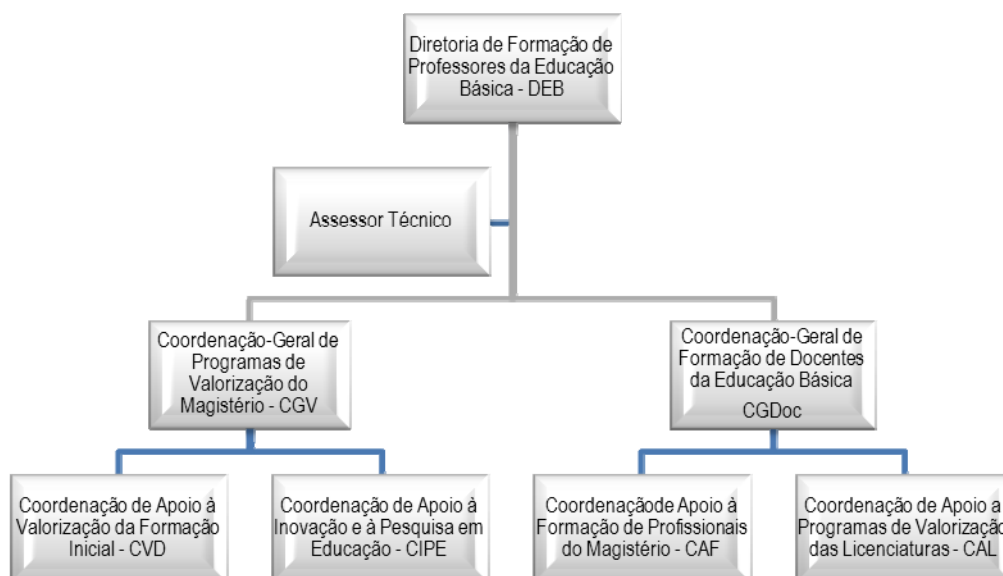 Diretoria de Formação de
Professores da Educação
Básica - DEB
Assessor Técnico
Coordenação-Geral de
Programas de
Valorização do
Magistério - CGV
Coordenação-Geral de
Formação de Docentes
da Educação Básica
CGDoc
Coordenação de Apoio à
Valorização da Formação
Inicial - CVD
Coordenação de Apoio à
Inovação e à Pesquisa em
Educação - CIPE
Coordenaçãode Apoio à
Formação de Profissionais
do Magistério - CAF
Coordenação de Apoio a
Programas de Valorização
das Licenciaturas - CAL